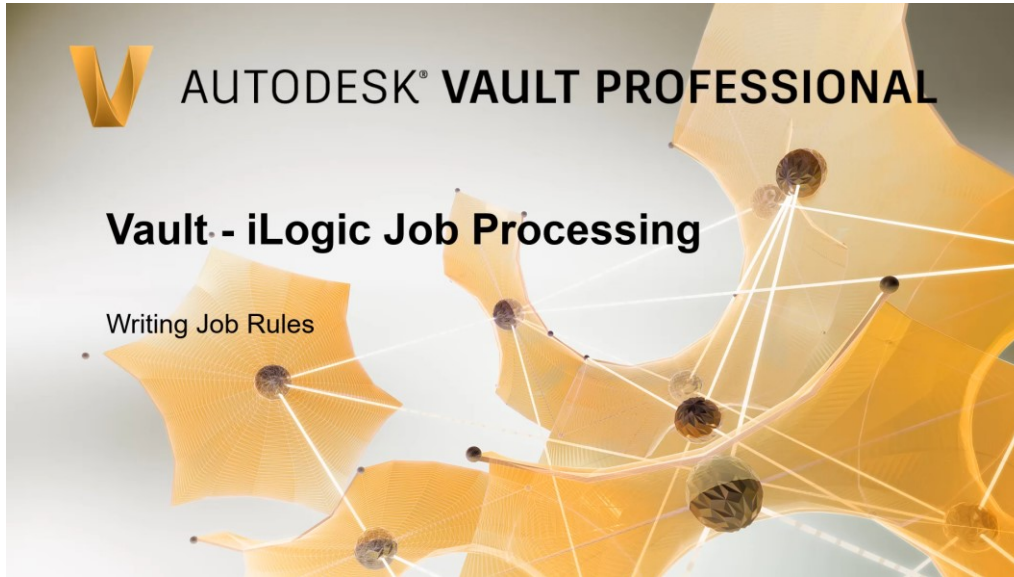 AUTODESK® VAULT PROFESSIONAL
Vault - iLogic Job Processing
Writing Job Rules